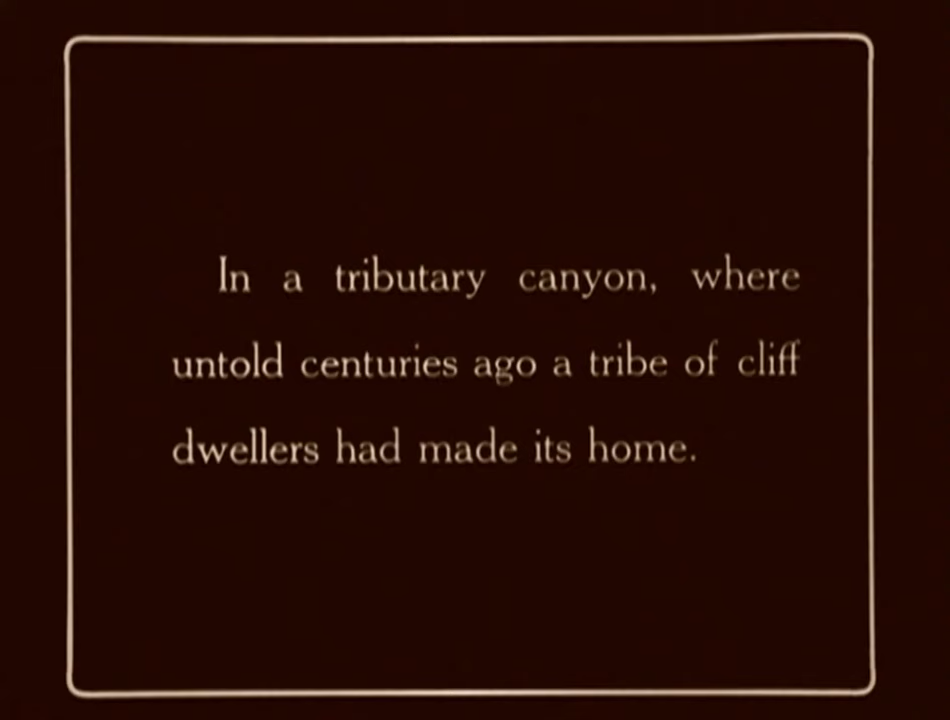 In a tributary canyon, where
untold centuries ago a tribe of cliff
dwellers had made its home.